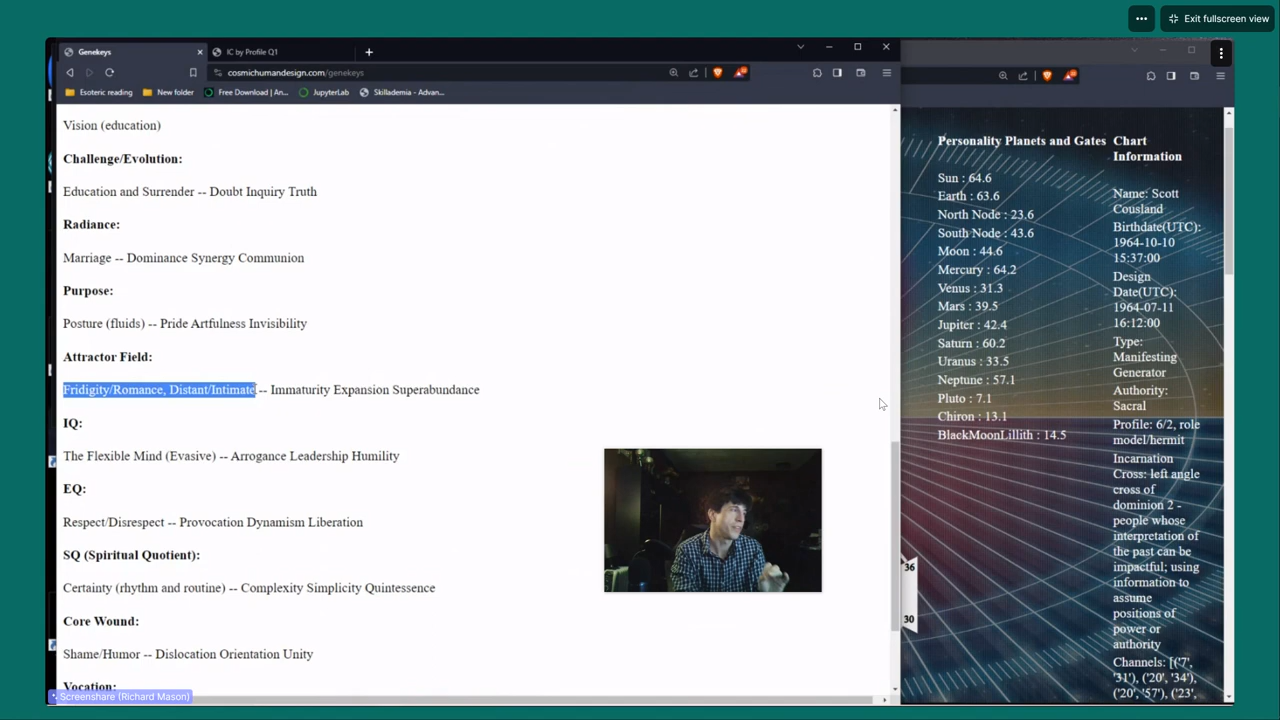 Exit fullscreen view
Genekeys
IC by Profile Q1
cosmichumandesign.com/genekeys
Esoteric reading
New folder
Free Download | An...
JupyterLab
Skillademia - Advan...
Vision (education)
Challenge/Evolution:
Education and Surrender -- Doubt Inquiry Truth
Radiance:
Marriage -- Dominance Synergy Communion
Purpose:
Posture (fluids) -- Pride Artfulness Invisibility
Attractor Field:
Fridigity/Romance, Distant/Intimate -- Immaturity Expansion Superabundance
IQ:
The Flexible Mind (Evasive) -- Arrogance Leadership Humility
EQ:
Respect/Disrespect -- Provocation Dynamism Liberation
SQ (Spiritual Quotient):
Certainty (rhythm and routine) -- Complexity Simplicity Quintessence
Core Wound:
Shame/Humor -- Dislocation Orientation Unity
Vocation:
Screenshare (Richard Mason)
36
30
Personality Planets and Gates
Sun : 64.6
Earth : 63.6
North Node : 23.6
South Node : 43.6
Moon : 44.6
Mercury : 64.2
Venus : 31.3
Mars : 39.5
Jupiter : 42.4
Saturn : 60.2
Uranus : 33.5
Neptune : 57.1
Pluto : 7.1
Chiron : 13.1
BlackMoonLillith : 14.5
Chart
Information
Name: Scott
Cousland
Birthdate(UTC):
1964-10-10
15:37:00
Design
Date(UTC):
1964-07-11
16:12:00
Type:
Manifesting
Generator
Authority:
Sacral
Profile: 6/2, role
model/hermit
Incarnation
Cross: left angle
cross of
dominion 2 -
people whose
interpretation of
the past can be
impactful; using
information to
assume
positions of
power or
authority
Channels: [('7',
'31'), ('20', '34'),
('20', '57'), ('23',